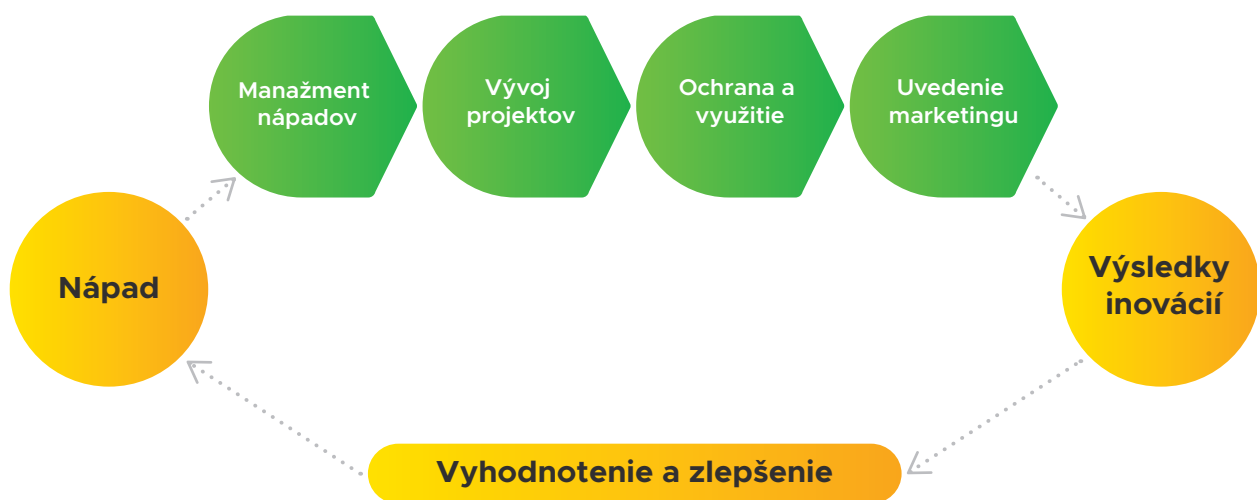 Manažment
nápadov
Vývoj
projektov
Ochrana a
využitie
Uvedenie
marketingu
Nápad
Výsledky
inovácií
Vyhodnotenie a zlepšenie